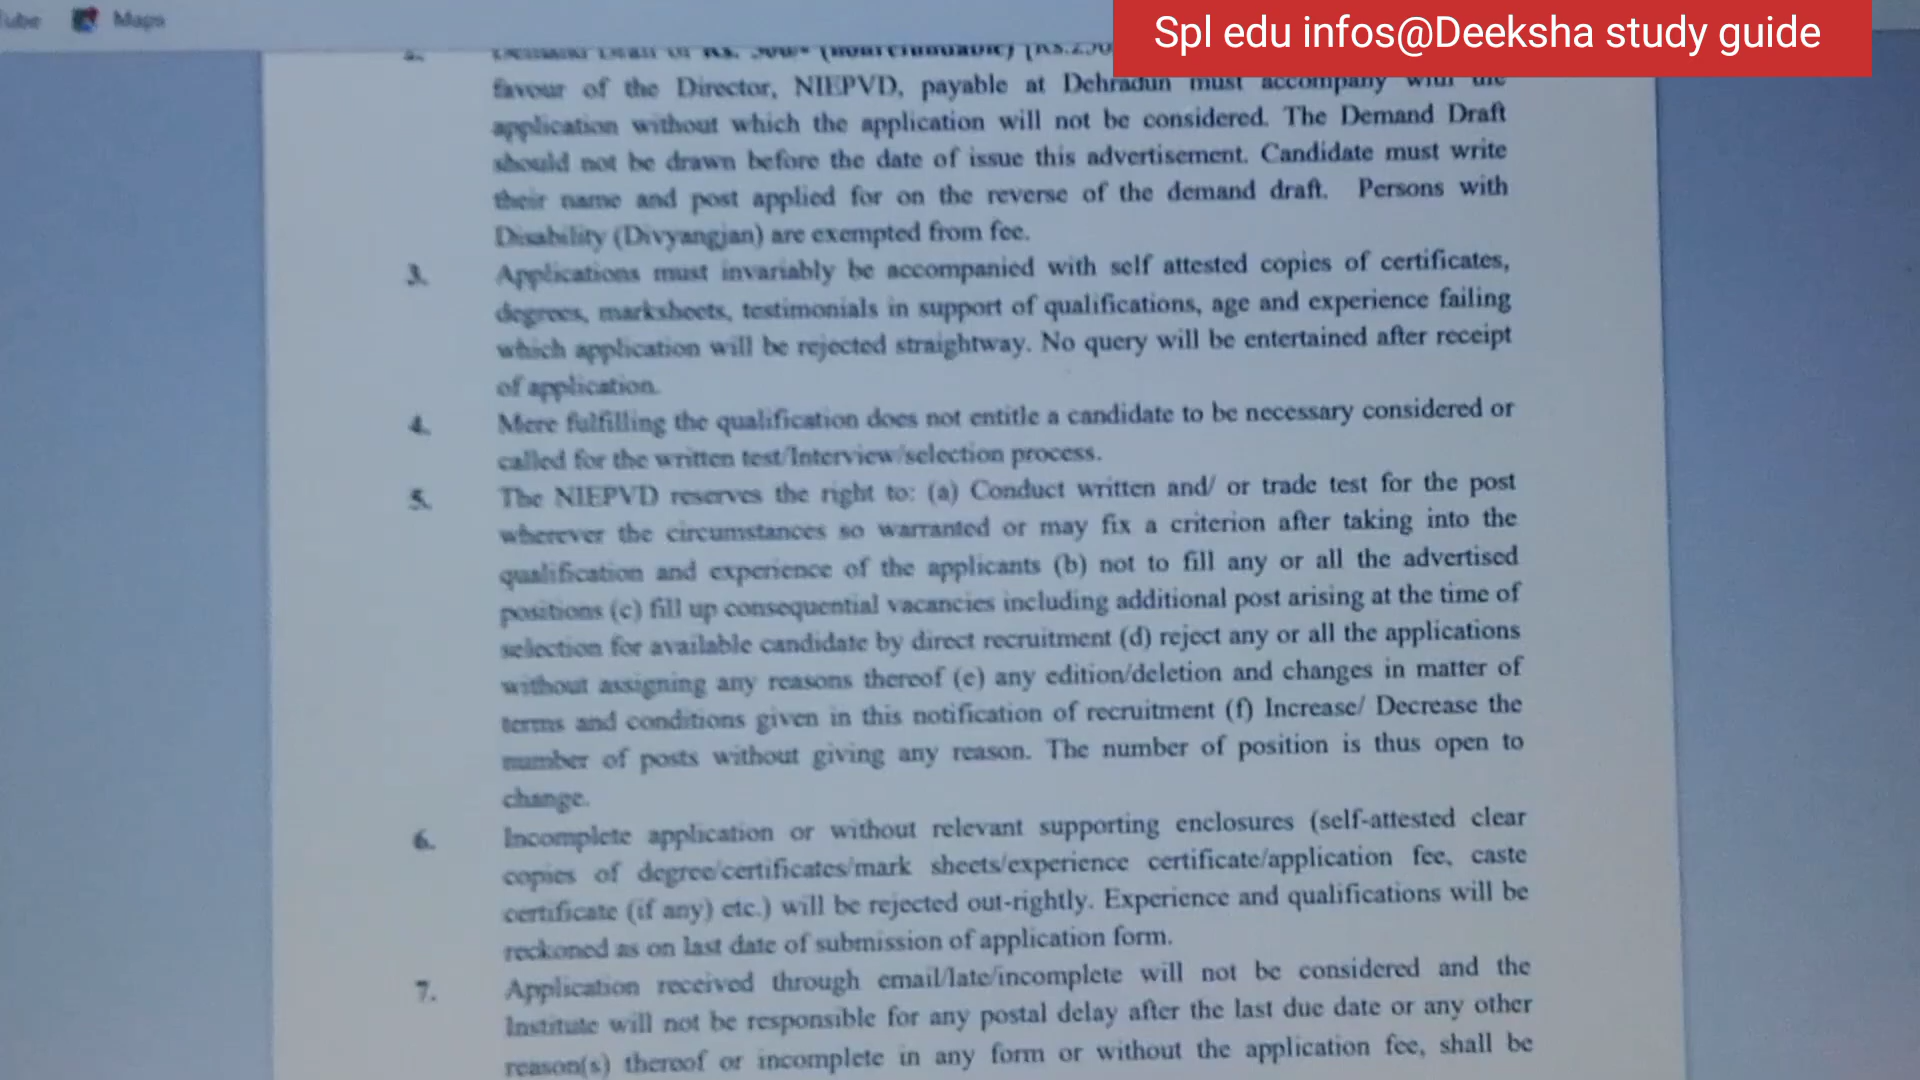 Tube Maps
Spl edu infos@Deeksha study guide
2. Demand Draft of Rs. 500/- (nonrefundable) [Rs.250
favour of the Director, NIEPVD, payable at Dehradun must accompany with the
application without which the application will not be considered. The Demand Draft
should not be drawn before the date of issue this advertisement. Candidate must write
their name and post applied for on the reverse of the demand draft. Persons with
Disability (Divyangjan) are exempted from fee.
3. Applications must invariably be accompanied with self attested copies of certificates,
degrees, marksheets, testimonials in support of qualifications, age and experience failing
which application will be rejected straightway. No query will be entertained after receipt
of application.
4. Mere fulfilling the qualification does not entitle a candidate to be necessary considered or
called for the written test/Interview/selection process.
5. The NIEPVD reserves the right to: (a) Conduct written and/ or trade test for the post
wherever the circumstances so warranted or may fix a criterion after taking into the
qualification and experience of the applicants (b) not to fill any or all the advertised
positions (c) fill up consequential vacancies including additional post arising at the time of
selection for available candidate by direct recruitment (d) reject any or all the applications
without assigning any reasons thereof (e) any edition/deletion and changes in matter of
terms and conditions given in this notification of recruitment (f) Increase/ Decrease the
number of posts without giving any reason. The number of position is thus open to
change.
6. Incomplete application or without relevant supporting enclosures (self-attested clear
copies of degree/certificates/mark sheets/experience certificate/application fee, caste
certificate (if any) etc.) will be rejected out-rightly. Experience and qualifications will be
reckoned as on last date of submission of application form.
7. Application received through email/late/incomplete will not be considered and the
Institute will not be responsible for any postal delay after the last due date or any other
reason(s) thereof or incomplete in any form or without the application fee, shall be